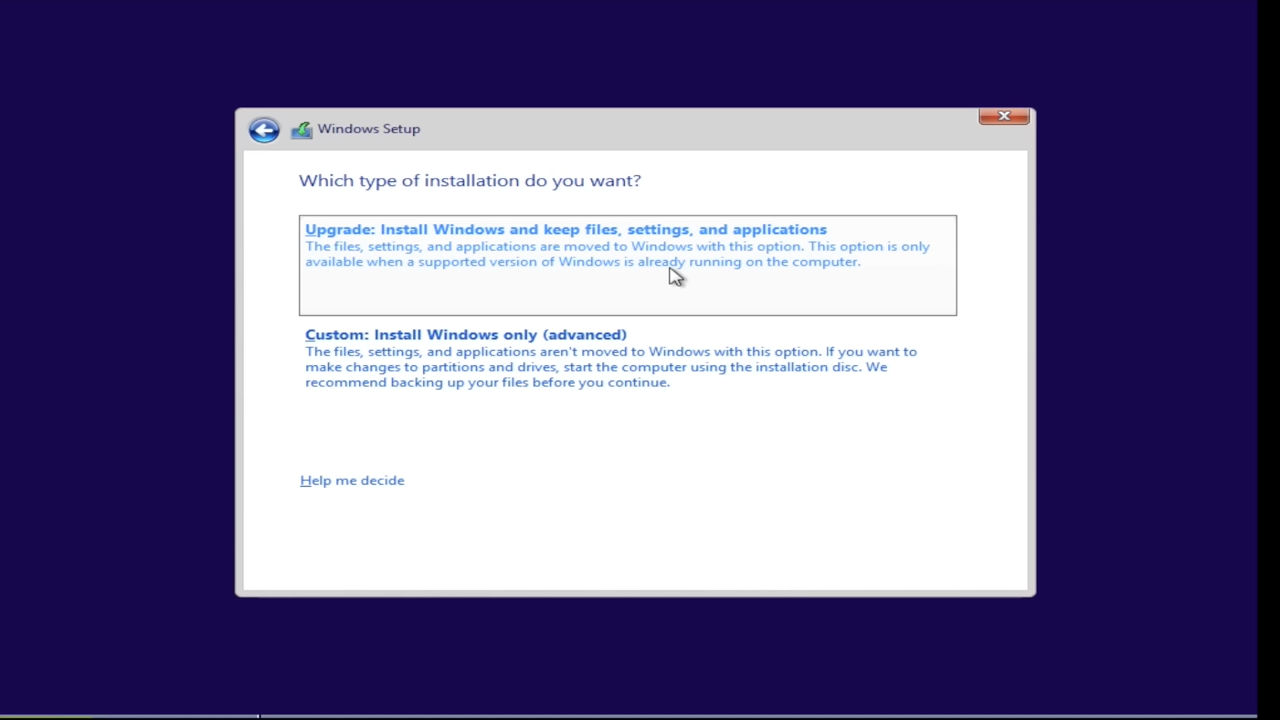 Windows Setup
Which type of installation do you want?
Upgrade: Install Windows and keep files, settings, and applications
The files, settings, and applications are moved to Windows with this option. This option is only
available when a supported version of Windows is already running on the computer.
Custom: Install Windows only (advanced)
The files, settings, and applications aren't moved to Windows with this option. If you want to
make changes to partitions and drives, start the computer using the installation disc. We
recommend backing up your files before you continue.
Help me decide